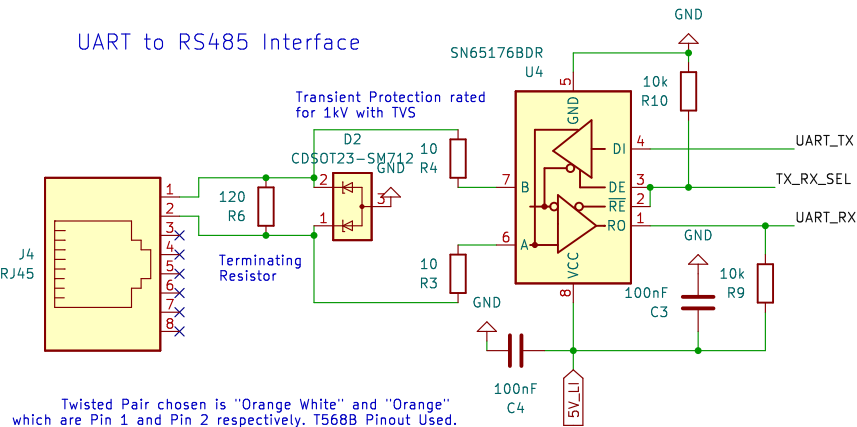 GND
UART to RS485 Interface
SN65176BDR
U4
10k
R10
5
GND
Transient Protection rated
for 1kV with TVS
D2
CDSOT23-SM712
GND
10
R4
DI
4
UART_TX
120
R6
2
3
1
7
B
DE
3
TX_RX_SEL
RE
2
RO
1
UART_RX
6
A
VCC
8
1
2
3
4
5
6
7
8
J4
RJ45
Terminating
Resistor
10
R3
GND
10k
R9
100nF
C3
GND
100nF
C4
5V_LI
Twisted Pair chosen is "Orange White" and "Orange"
which are Pin 1 and Pin 2 respectively. T568B Pinout Used.